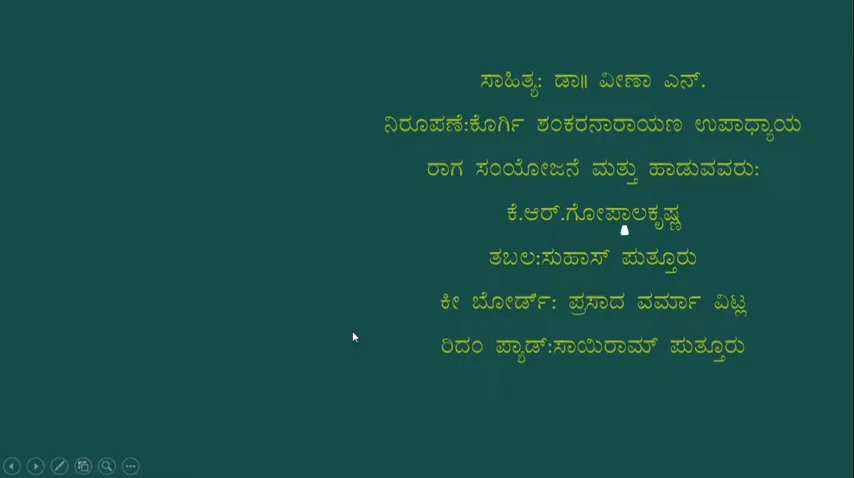 ಸಾಹಿತ್ಯ: ಡಾ॥ ವೀಣಾ ಎನ್.
ನಿರೂಪಣೆ:ಕೊರ್ಗಿ ಶಂಕರನಾರಾಯಣ ಉಪಾಧ್ಯಾಯ
ರಾಗ ಸಂಯೋಜನೆ ಮತ್ತು ಹಾಡುವವರು:
ಕೆ.ಆರ್.ಗೋಪಾಲಕೃಷ್ಣ
ತಬಲ:ಸುಹಾಸ್ ಪುತ್ತೂರು
ಕೀ ಬೋರ್ಡ್: ಪ್ರಸಾದ ವರ್ಮಾ ವಿಟ್ಲ
ರಿದಂ ಪ್ಯಾಡ್:ಸಾಯಿರಾಮ್ ಪುತ್ತೂರು